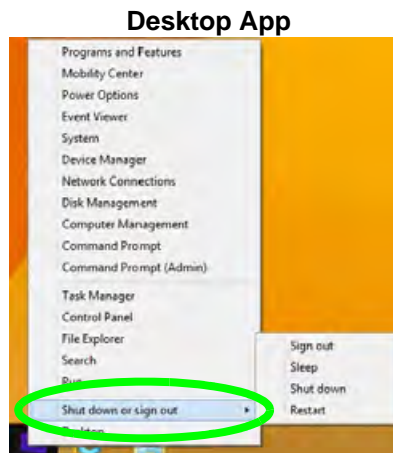 Desktop App
Programs and Features
Mobility Center
Power Options
Event Viewer
System
Device Manager
Network Connections
Disk Management
Computer Management
Command Prompt
Command Prompt (Admin)
Task Manager
Control Panel
File Explorer
Search
Run
Shut down or sign out
Desktop
Sign out
Sleep
Shut down
Restart